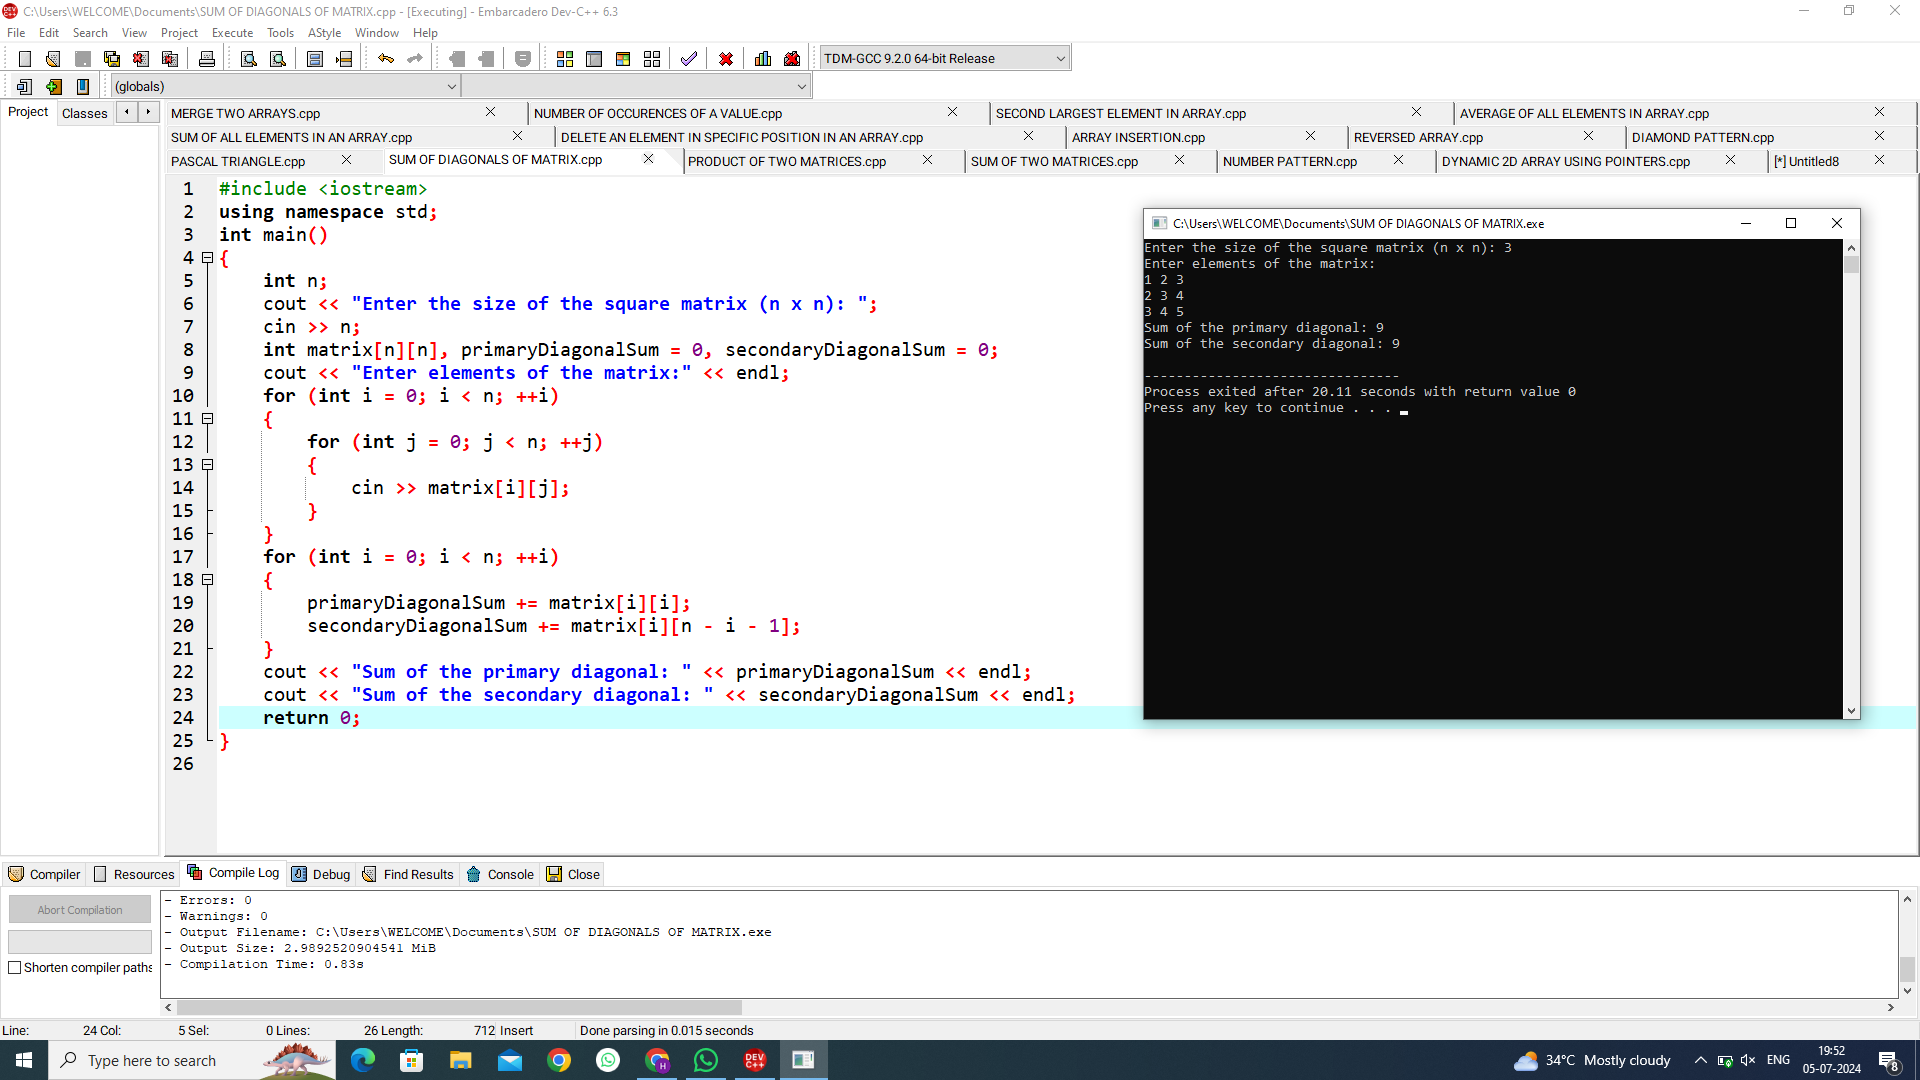 C:\Users\WELCOME\Documents\SUM OF DIAGONALS OF MATRIX.cpp - [Executing] - Embarcadero Dev-C++ 6.3
File Edit Search View Project Execute Tools AStyle Window Help
TDM-GCC 9.2.0 64-bit Release
(globals)
Project Classes
MERGE TWO ARRAYS.cpp NUMBER OF OCCURENCES OF A VALUE.cpp SECOND LARGEST ELEMENT IN ARRAY.cpp AVERAGE OF ALL ELEMENTS IN ARRAY.cpp
SUM OF ALL ELEMENTS IN AN ARRAY.cpp DELETE AN ELEMENT IN SPECIFIC POSITION IN AN ARRAY.cpp ARRAY INSERTION.cpp REVERSED ARRAY.cpp DIAMOND PATTERN.cpp
PASCAL TRIANGLE.cpp SUM OF DIAGONALS OF MATRIX.cpp PRODUCT OF TWO MATRICES.cpp SUM OF TWO MATRICES.cpp NUMBER PATTERN.cpp DYNAMIC 2D ARRAY USING POINTERS.cpp [*] Untitled8
1 #include <iostream>
2 using namespace std;
3 int main()
4 {
5 int n;
6 cout << "Enter the size of the square matrix (n x n): ";
7 cin >> n;
8 int matrix[n][n], primaryDiagonalSum = 0, secondaryDiagonalSum = 0;
9 cout << "Enter elements of the matrix:" << endl;
10 for (int i = 0; i < n; ++i)
11 {
12 for (int j = 0; j < n; ++j)
13 {
14 cin >> matrix[i][j];
15 }
16 }
17 for (int i = 0; i < n; ++i)
18 {
19 primaryDiagonalSum += matrix[i][i];
20 secondaryDiagonalSum += matrix[i][n - i - 1];
21 }
22 cout << "Sum of the primary diagonal: " << primaryDiagonalSum << endl;
23 cout << "Sum of the secondary diagonal: " << secondaryDiagonalSum << endl;
24 return 0;
25 }
26
C:\Users\WELCOME\Documents\SUM OF DIAGONALS OF MATRIX.exe
Enter the size of the square matrix (n x n): 3
Enter elements of the matrix:
1 2 3
2 3 4
3 4 5
Sum of the primary diagonal: 9
Sum of the secondary diagonal: 9
--------------------------------
Process exited after 20.11 seconds with return value 0
Press any key to continue . . .
Compiler Resources Compile Log Debug Find Results Console Close
Abort Compilation
Shorten compiler paths
- Errors: 0
- Warnings: 0
- Output Filename: C:\Users\WELCOME\Documents\SUM OF DIAGONALS OF MATRIX.exe
- Output Size: 2.9892520904541 MiB
- Compilation Time: 0.83s
Line: 24 Col: 5 Sel: 0 Lines: 26 Length: 712 Insert Done parsing in 0.015 seconds
Type here to search
DEV C++
H
34°C Mostly cloudy
ENG
19:52
05-07-2024
8